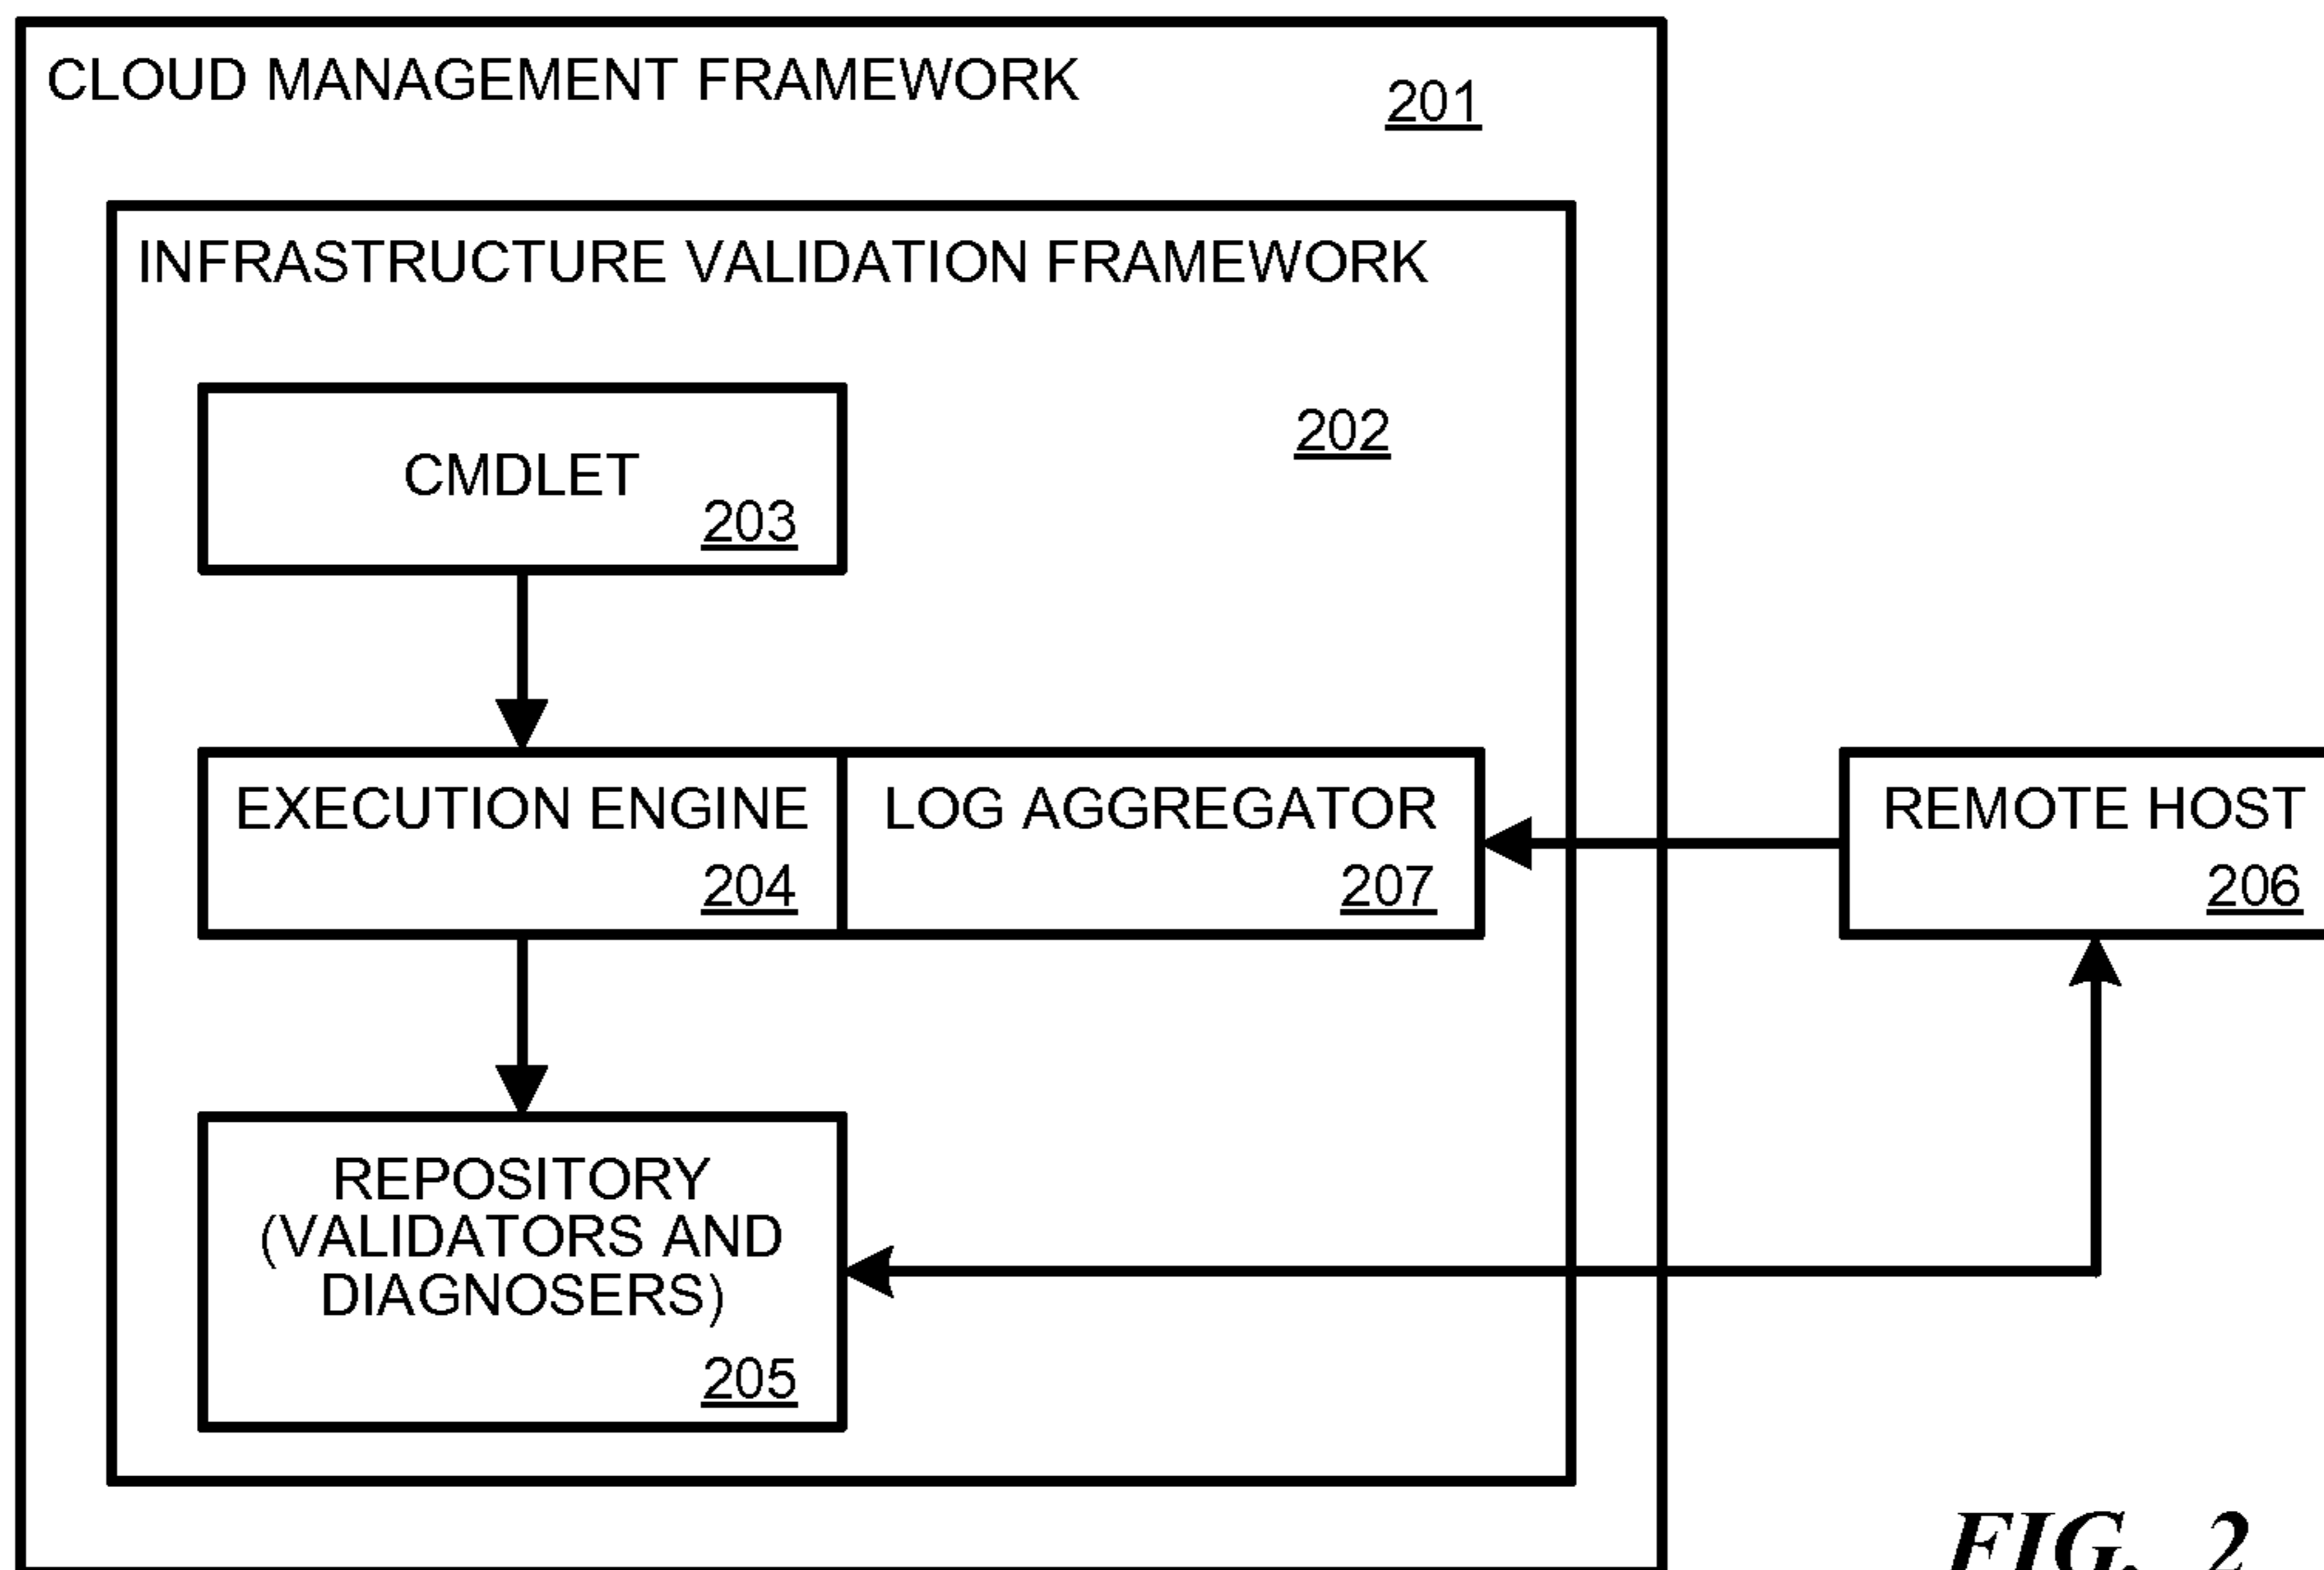 CLOUD MANAGEMENT FRAMEWORK
201
INFRASTRUCTURE VALIDATION FRAMEWORK
202
CMDLET
203
EXECUTION ENGINE
204
LOG AGGREGATOR
207
REMOTE HOST
206
REPOSITORY
(VALIDATORS AND
DIAGNOSERS)
205
FIG. 2